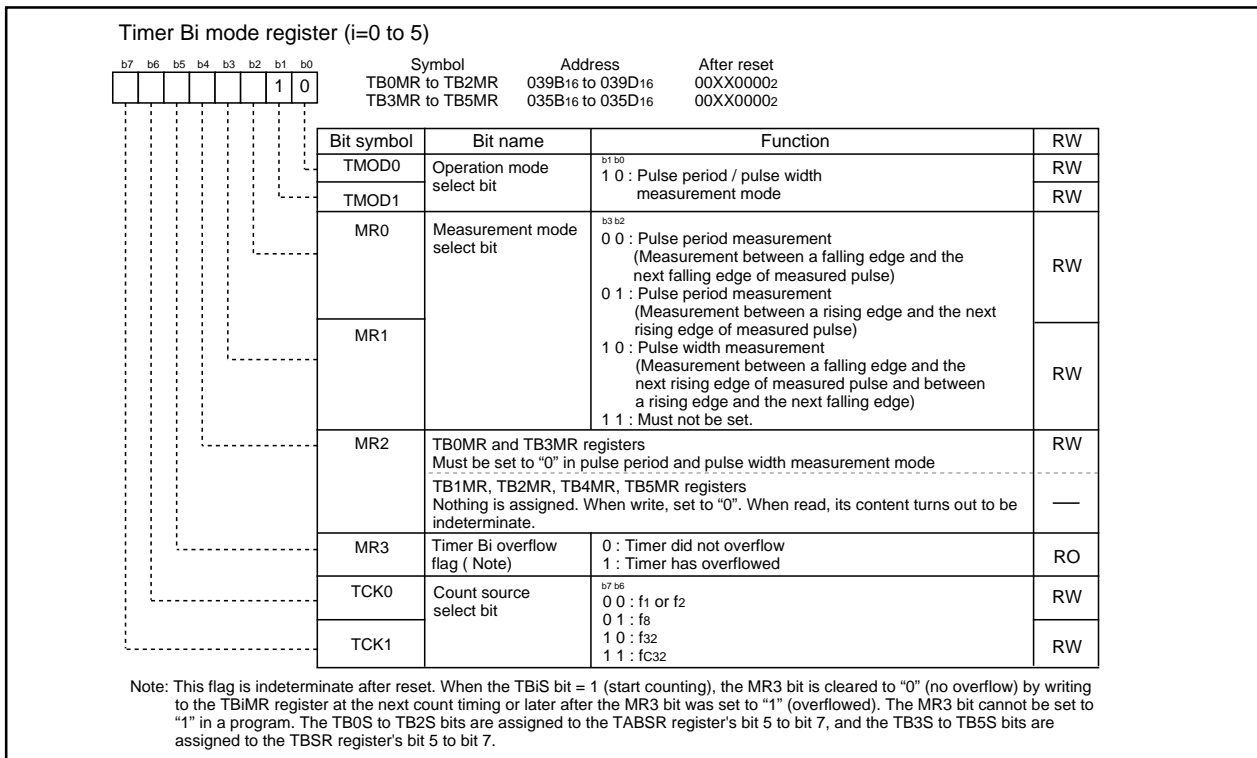 Timer Bi mode register (i=0 to 5)
b7 b6 b5 b4 b3 b2 b1 b0
1 0
Symbol Address After reset
TB0MR to TB2MR 039B16 to 039D16 00XX00002
TB3MR to TB5MR 035B16 to 035D16 00XX00002
Bit symbol Bit name Function RW
TMOD0 Operation mode select bit b1 b0 RW
1 0 : Pulse period / pulse width
measurement mode
TMOD1 RW
MR0 Measurement mode
select bit
b3 b2
0 0 : Pulse period measurement
(Measurement between a falling edge and the
next falling edge of measured pulse)
RW
0 1 : Pulse period measurement
(Measurement between a rising edge and the next
rising edge of measured pulse)
MR1
1 0 : Pulse width measurement
(Measurement between a falling edge and the
next rising edge of measured pulse and between
a rising edge and the next falling edge)
RW
1 1 : Must not be set.
MR2 TB0MR and TB3MR registers RW
Must be set to “0” in pulse period and pulse width measurement mode
TB1MR, TB2MR, TB4MR, TB5MR registers
Nothing is assigned. When write, set to “0”. When read, its content turns out to be
indeterminate.
—
MR3 Timer Bi overflow
flag ( Note)
0 : Timer did not overflow
1 : Timer has overflowed
RO
TCK0 Count source
select bit
b7 b6
0 0 : f1 or f2
RW
0 1 : f8
TCK1
1 0 : f32
1 1 : fC32
RW
Note: This flag is indeterminate after reset. When the TBiS bit = 1 (start counting), the MR3 bit is cleared to “0” (no overflow) by writing
to the TBiMR register at the next count timing or later after the MR3 bit was set to “1” (overflowed). The MR3 bit cannot be set to
“1” in a program. The TB0S to TB2S bits are assigned to the TABSR register's bit 5 to bit 7, and the TB3S to TB5S bits are
assigned to the TBSR register's bit 5 to bit 7.